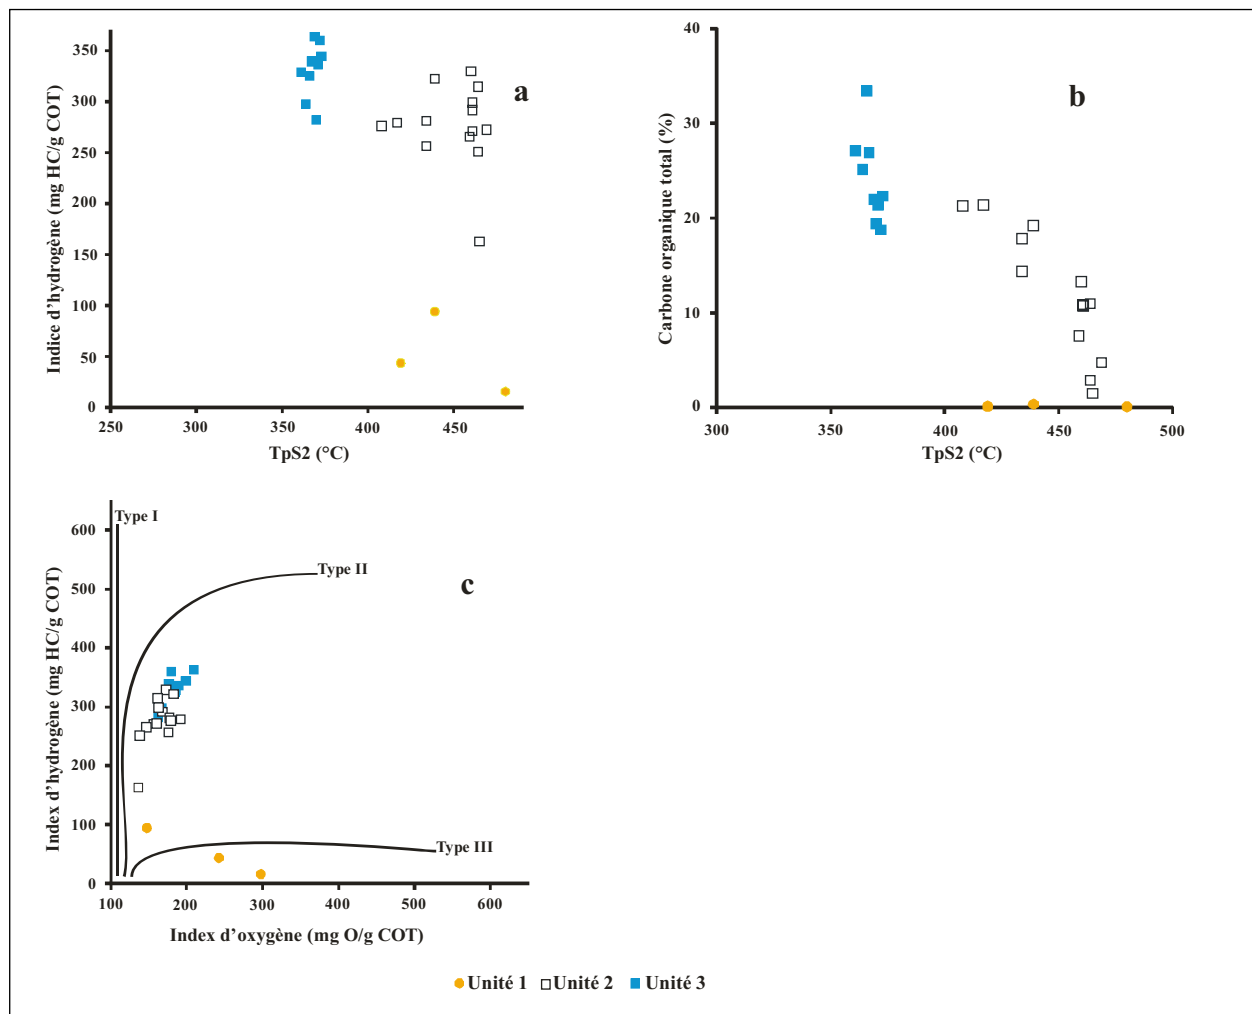 a
Indice d'hydrogène (mg HC/g COT)
350
300
250
200
150
100
50
0
250
300
350
400
450
TpS2 (°C)
b
Carbone organique total (%)
40
30
20
10
0
300
350
400
450
500
TpS2 (°C)
c
Index d'hydrogène (mg HC/g COT)
600
500
400
300
200
100
0
Type I
Type II
Type III
100
200
300
400
500
600
Index d'oxygène (mg O/g COT)
Unité 1
Unité 2
Unité 3